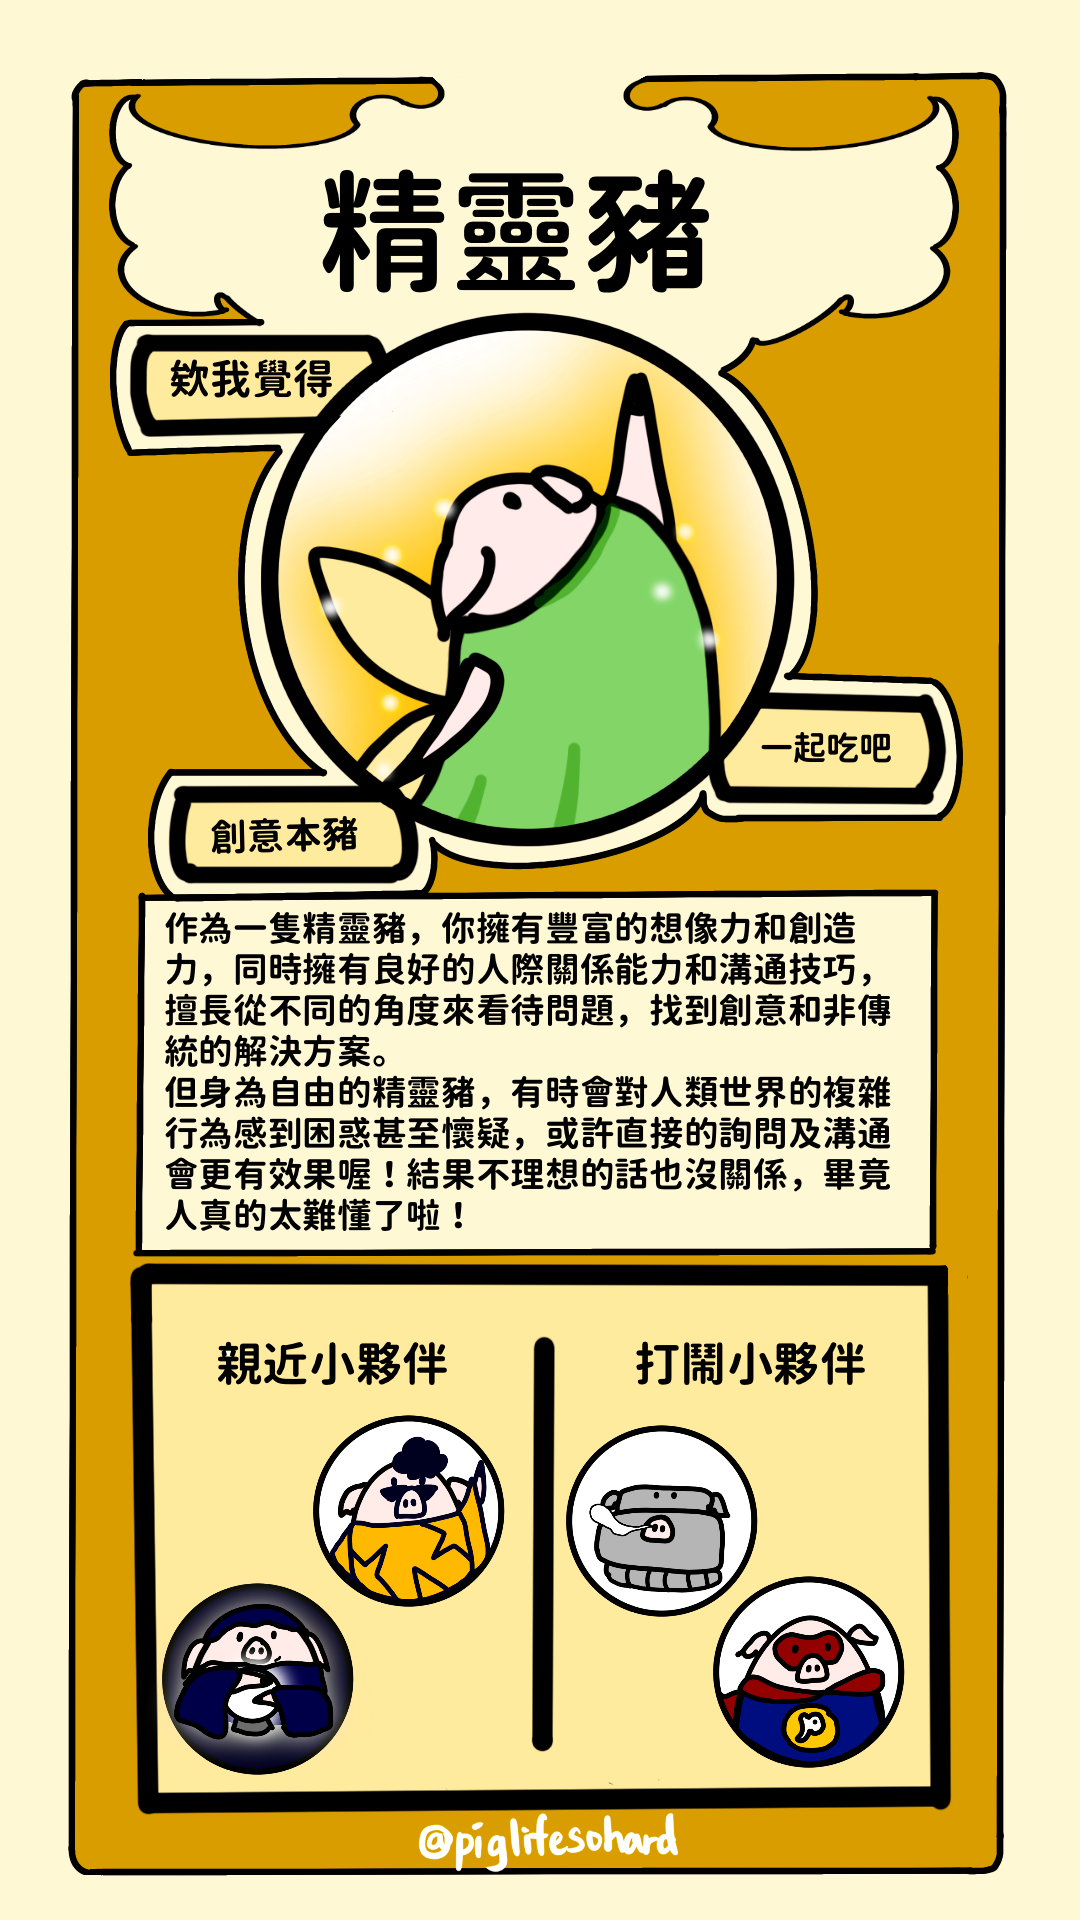 精靈豬
欸我覺得
一起吃吧
創意本豬
作為一隻精靈豬，你擁有豐富的想像力和創造
力，同時擁有良好的人際關係能力和溝通技巧，
擅長從不同的角度來看待問題，找到創意和非傳
統的解決方案。
但身為自由的精靈豬，有時會對人類世界的複雜
行為感到困惑甚至懷疑，或許直接的詢問及溝通
會更有效果喔！結果不理想的話也沒關係，畢竟
人真的太難懂了啦！
親近小夥伴
打鬧小夥伴
@piglifesohard